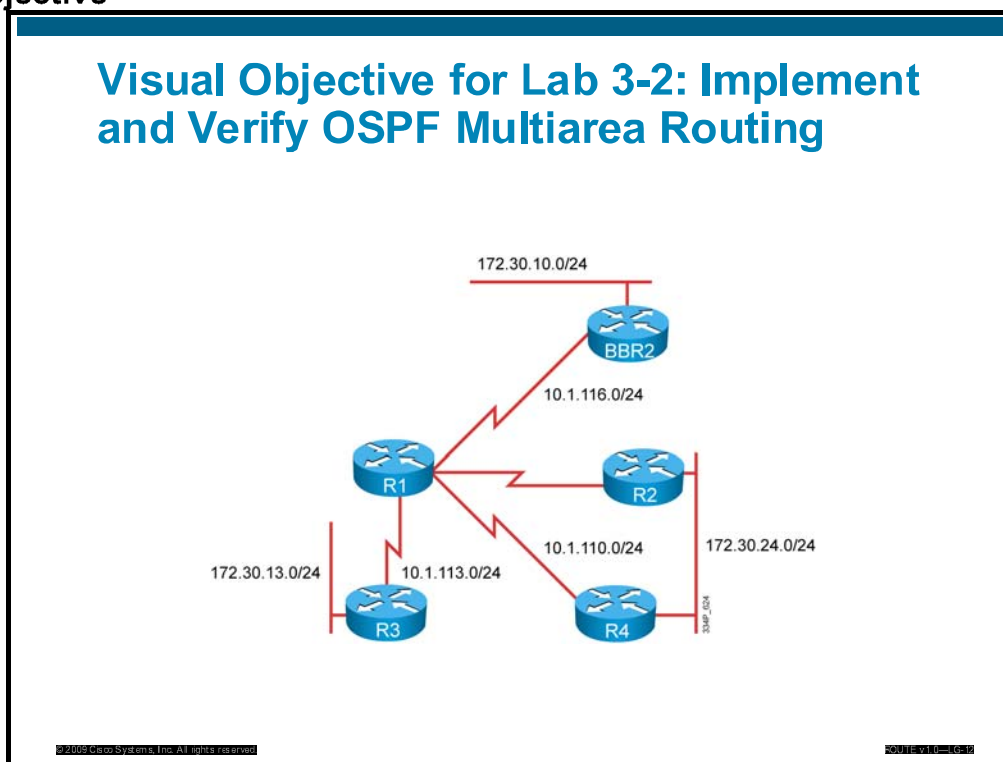 Visual Objective for Lab 3-2: Implement
and Verify OSPF Multiarea Routing
172.30.10.0/24
BBR2
10.1.116.0/24
R1
R2
10.1.110.0/24
172.30.24.0/24
172.30.13.0/24
10.1.113.0/24
R3
R4
334P_624
© 2009 Cisco Systems, Inc. All rights reserved.
ROUTE v1.0—LG-12